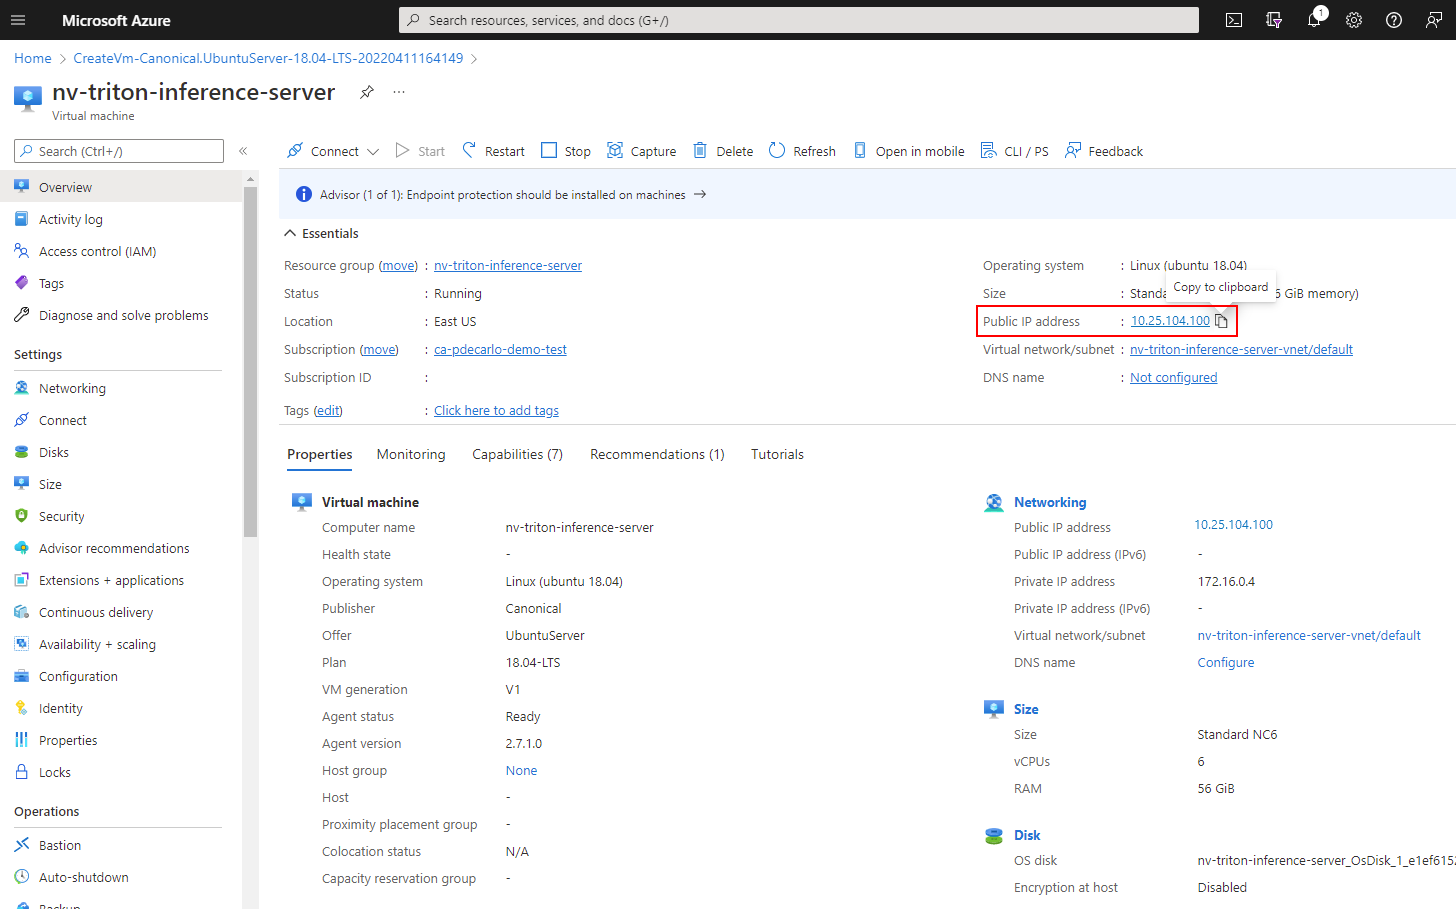 Microsoft Azure
Search resources, services, and docs (G+/)
1
Home > CreateVm-Canonical.UbuntuServer-18.04-LTS-20220411164149 >
nv-triton-inference-server
Virtual machine
Search (Ctrl+/)
Connect Start Restart Stop Capture Delete Refresh Open in mobile CLI / PS Feedback
Overview
Activity log
Access control (IAM)
Tags
Diagnose and solve problems
Settings
Networking
Connect
Disks
Size
Security
Advisor recommendations
Extensions + applications
Continuous delivery
Availability + scaling
Configuration
Identity
Properties
Locks
Operations
Bastion
Auto-shutdown
Backup
Advisor (1 of 1): Endpoint protection should be installed on machines →
Essentials
Resource group (move) : nv-triton-inference-server
Status : Running
Location : East US
Subscription (move) : ca-pdecarlo-demo-test
Subscription ID :
Tags (edit) : Click here to add tags
Operating system : Linux (ubuntu 18.04)
Copy to clipboard
Size : GiB memory)
Public IP address : 10.25.104.100
Virtual network/subnet : nv-triton-inference-server-vnet/default
DNS name : Not configured
Properties Monitoring Capabilities (7) Recommendations (1) Tutorials
Virtual machine
Computer name nv-triton-inference-server
Health state -
Operating system Linux (ubuntu 18.04)
Publisher Canonical
Offer UbuntuServer
Plan 18.04-LTS
VM generation V1
Agent status Ready
Agent version 2.7.1.0
Host group None
Host -
Proximity placement group -
Colocation status N/A
Capacity reservation group -
Networking
Public IP address 10.25.104.100
Public IP address (IPv6) -
Private IP address 172.16.0.4
Private IP address (IPv6) -
Virtual network/subnet nv-triton-inference-server-vnet/default
DNS name Configure
Size
Size Standard NC6
vCPUs 6
RAM 56 GiB
Disk
OS disk nv-triton-inference-server_OsDisk_1_e1ef615
Encryption at host Disabled